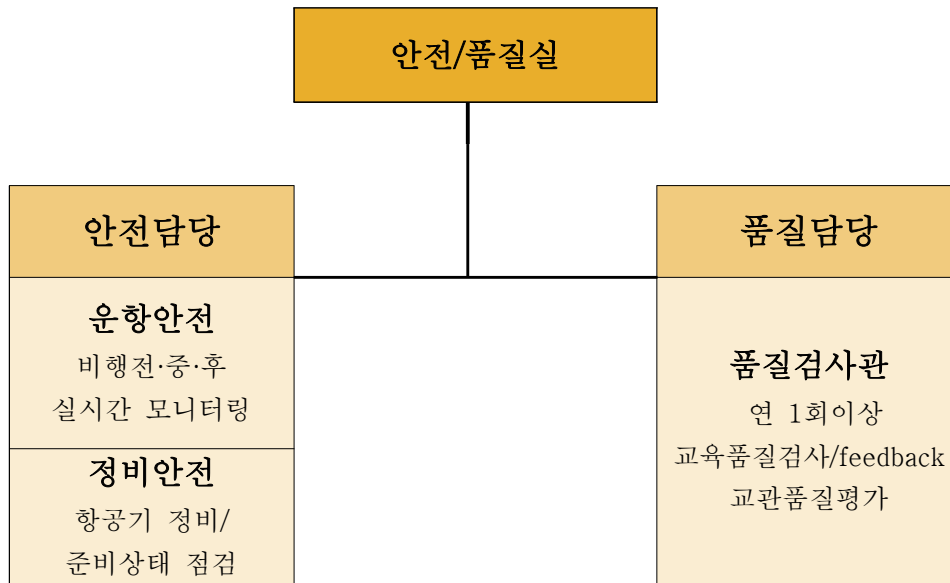 안전/품질실
안전담당
운항안전
비행전·중·후
실시간 모니터링
정비안전
항공기 정비/
준비상태 점검
품질담당
품질검사관
연 1회이상
교육품질검사/feedback
교관품질평가